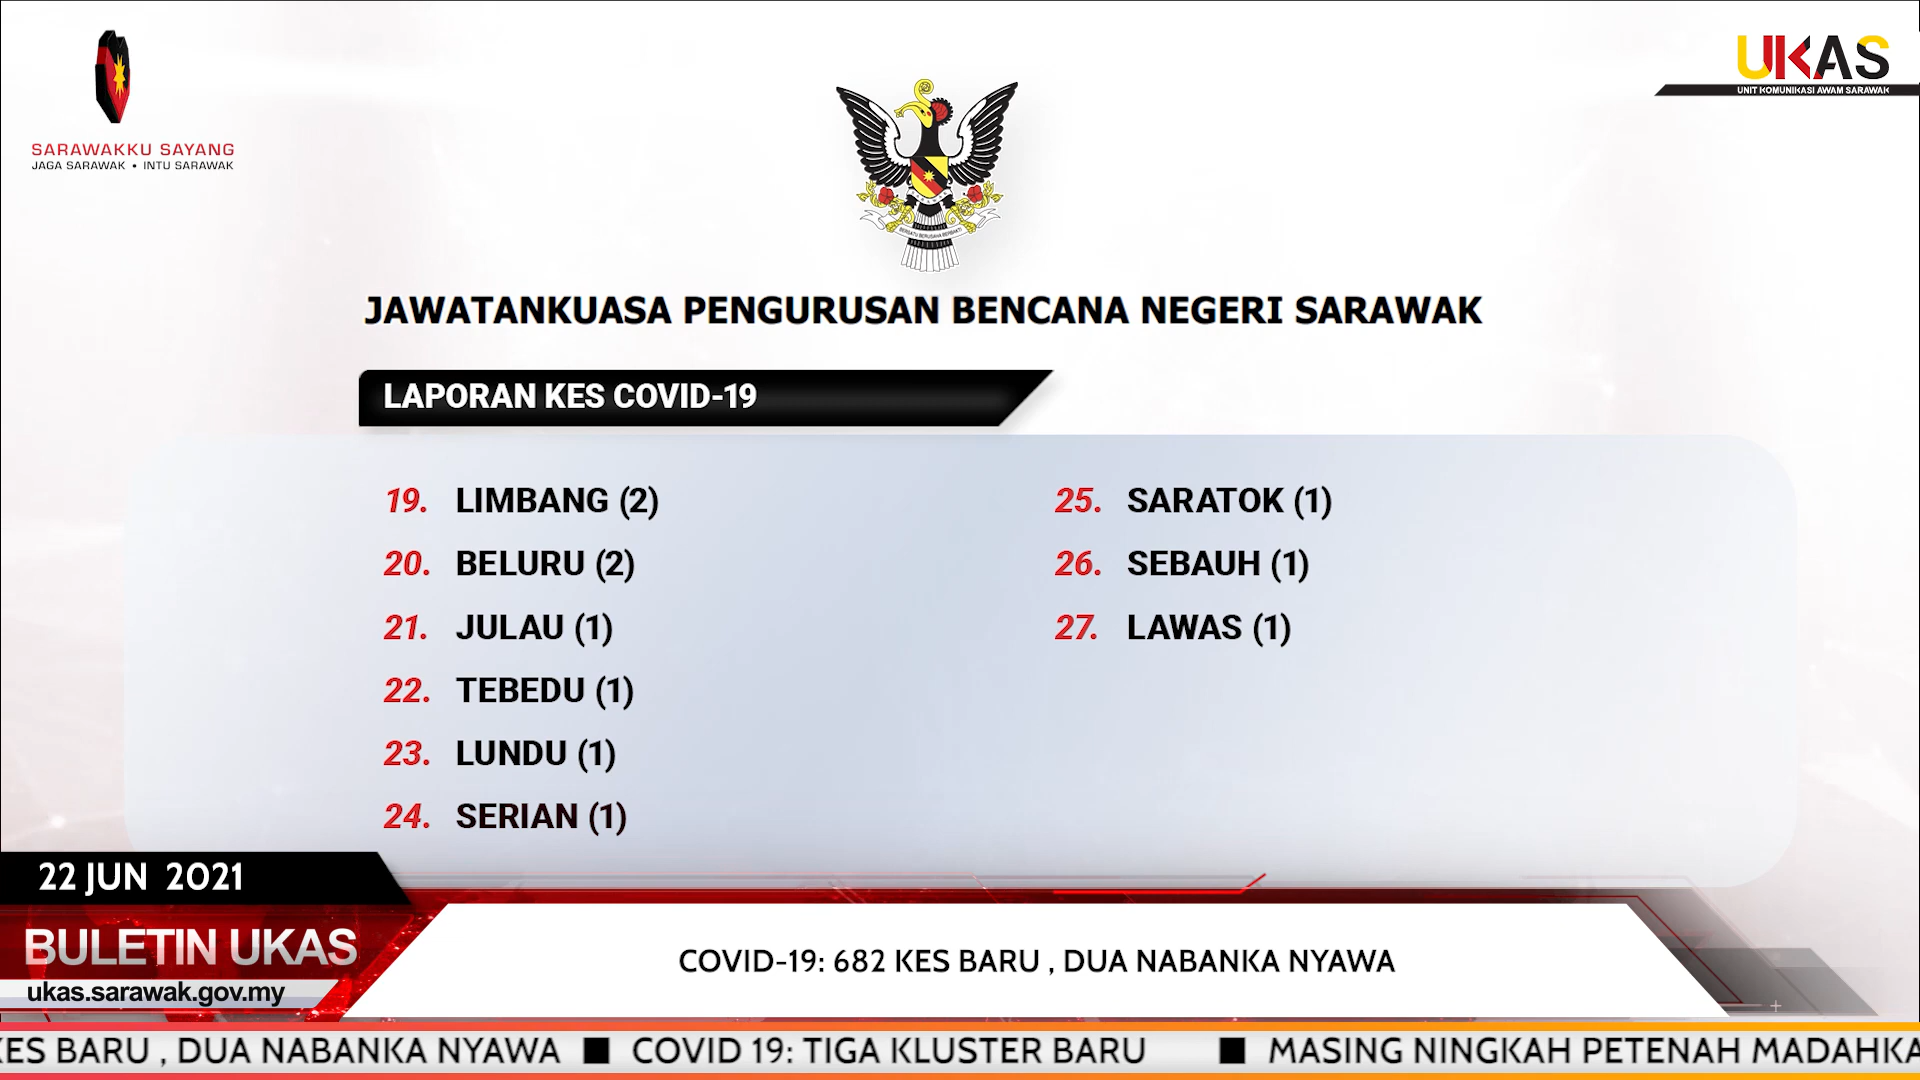 SARAWAKKU SAYANG
JAGA SARAWAK • INTU SARAWAK
UKAS
UNIT KOMUNIKASI AWAM SARAWAK
BERSATU BERUSAHA BERBAKTI
JAWATANKUASA PENGURUSAN BENCANA NEGERI SARAWAK
LAPORAN KES COVID-19
19. LIMBANG (2)
20. BELURU (2)
21. JULAU (1)
22. TEBEDU (1)
23. LUNDU (1)
24. SERIAN (1)
25. SARATOK (1)
26. SEBAUH (1)
27. LAWAS (1)
22 JUN 2021
BULETIN UKAS
ukas.sarawak.gov.my
COVID-19: 682 KES BARU , DUA NABANKA NYAWA
KES BARU , DUA NABANKA NYAWA ■ COVID 19: TIGA KLUSTER BARU ■ MASING NINGKAH PETENAH MADAHKA